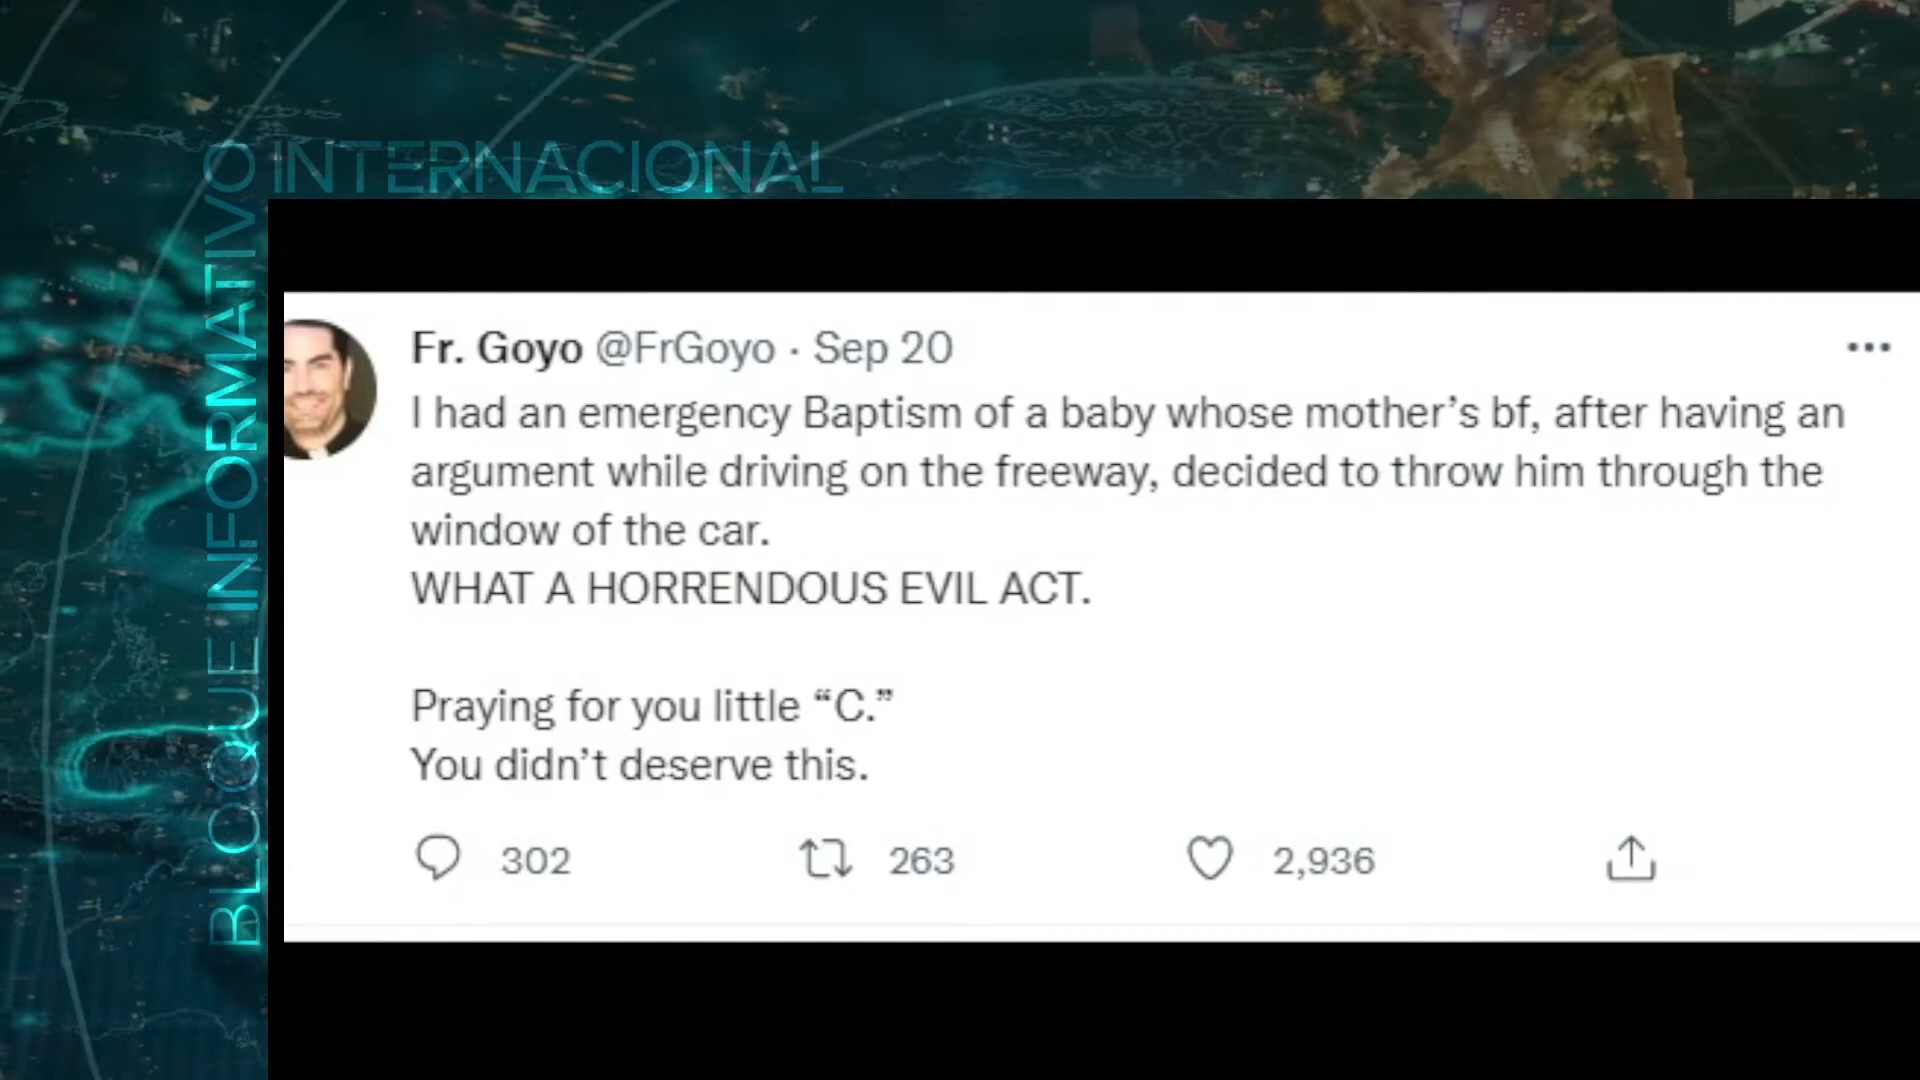 BLOQUE INFORMATIVO INTERNACIONAL
Fr. Goyo @FrGoyo · Sep 20
I had an emergency Baptism of a baby whose mother’s bf, after having an
argument while driving on the freeway, decided to throw him through the
window of the car.
WHAT A HORRENDOUS EVIL ACT.
Praying for you little “C.”
You didn’t deserve this.
302 263 2,936